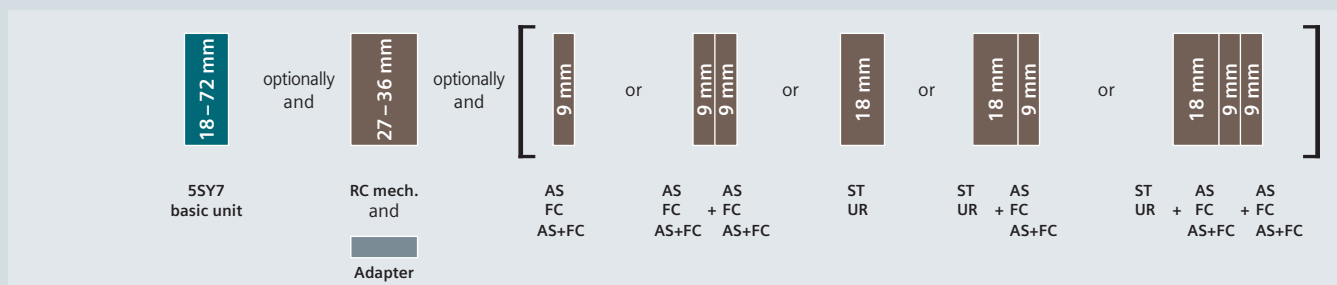 18–72 mm
optionally
and
27–36 mm
optionally
and
9 mm
or
9 mm
9 mm
or
18 mm
or
18 mm
9 mm
or
18 mm
9 mm
9 mm
5SY7
basic unit
RC mech.
and
Adapter
AS
FC
AS+FC
AS AS
FC + FC
AS+FC AS+FC
ST
UR
ST AS
UR + FC
AS+FC
ST AS AS
UR + FC + FC
AS+FC AS+FC